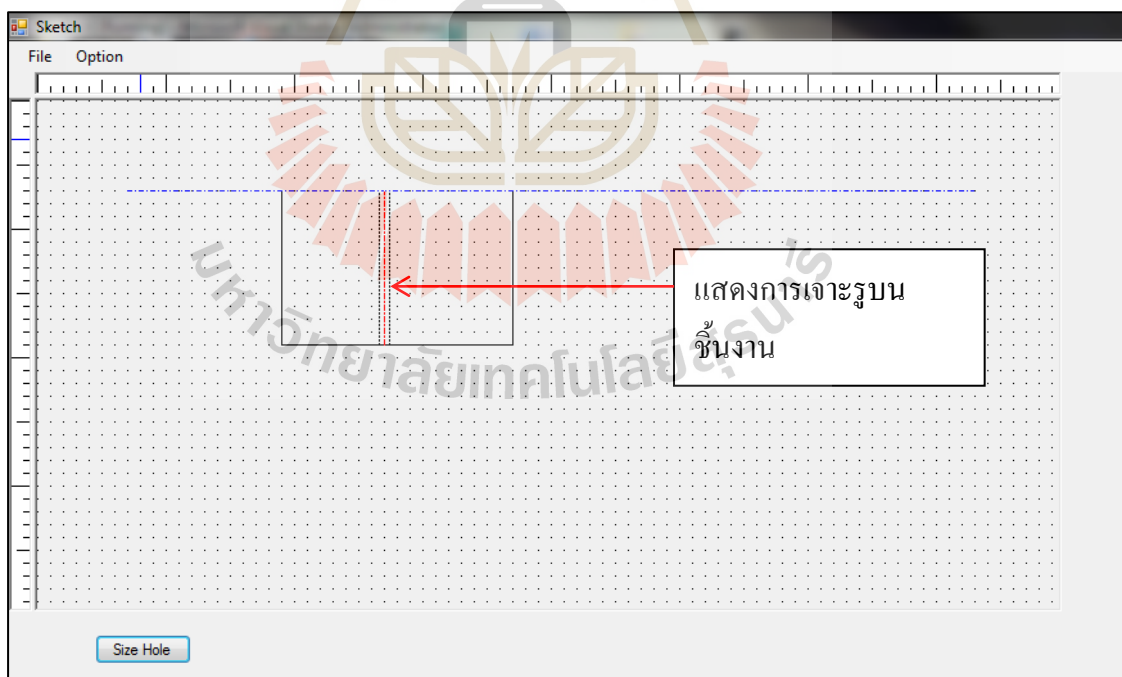 Sketch
File Option
แสดงการเจาะรูบน
ชิ้นงาน
มหาวิทยาลัยเทคโนโลยีสุรนารี
Size Hole